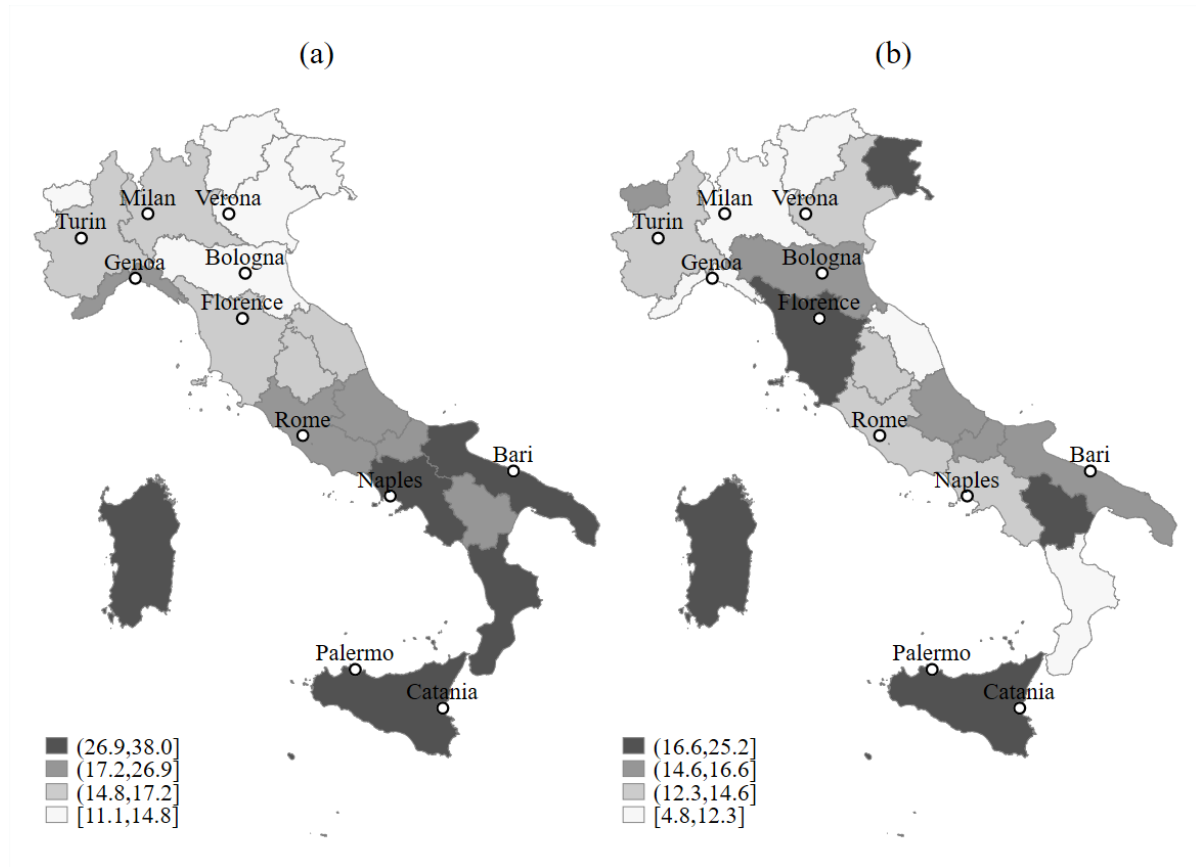 (a)
Milan
Verona
Turin
Genoa
Bologna
Florence
Rome
Bari
Naples
Palermo
Catania
(26.9,38.0]
(17.2,26.9]
(14.8,17.2]
[11.1,14.8]
(b)
Milan
Verona
Turin
Genoa
Bologna
Florence
Rome
Bari
Naples
Palermo
Catania
(16.6,25.2]
(14.6,16.6]
(12.3,14.6]
[4.8,12.3]